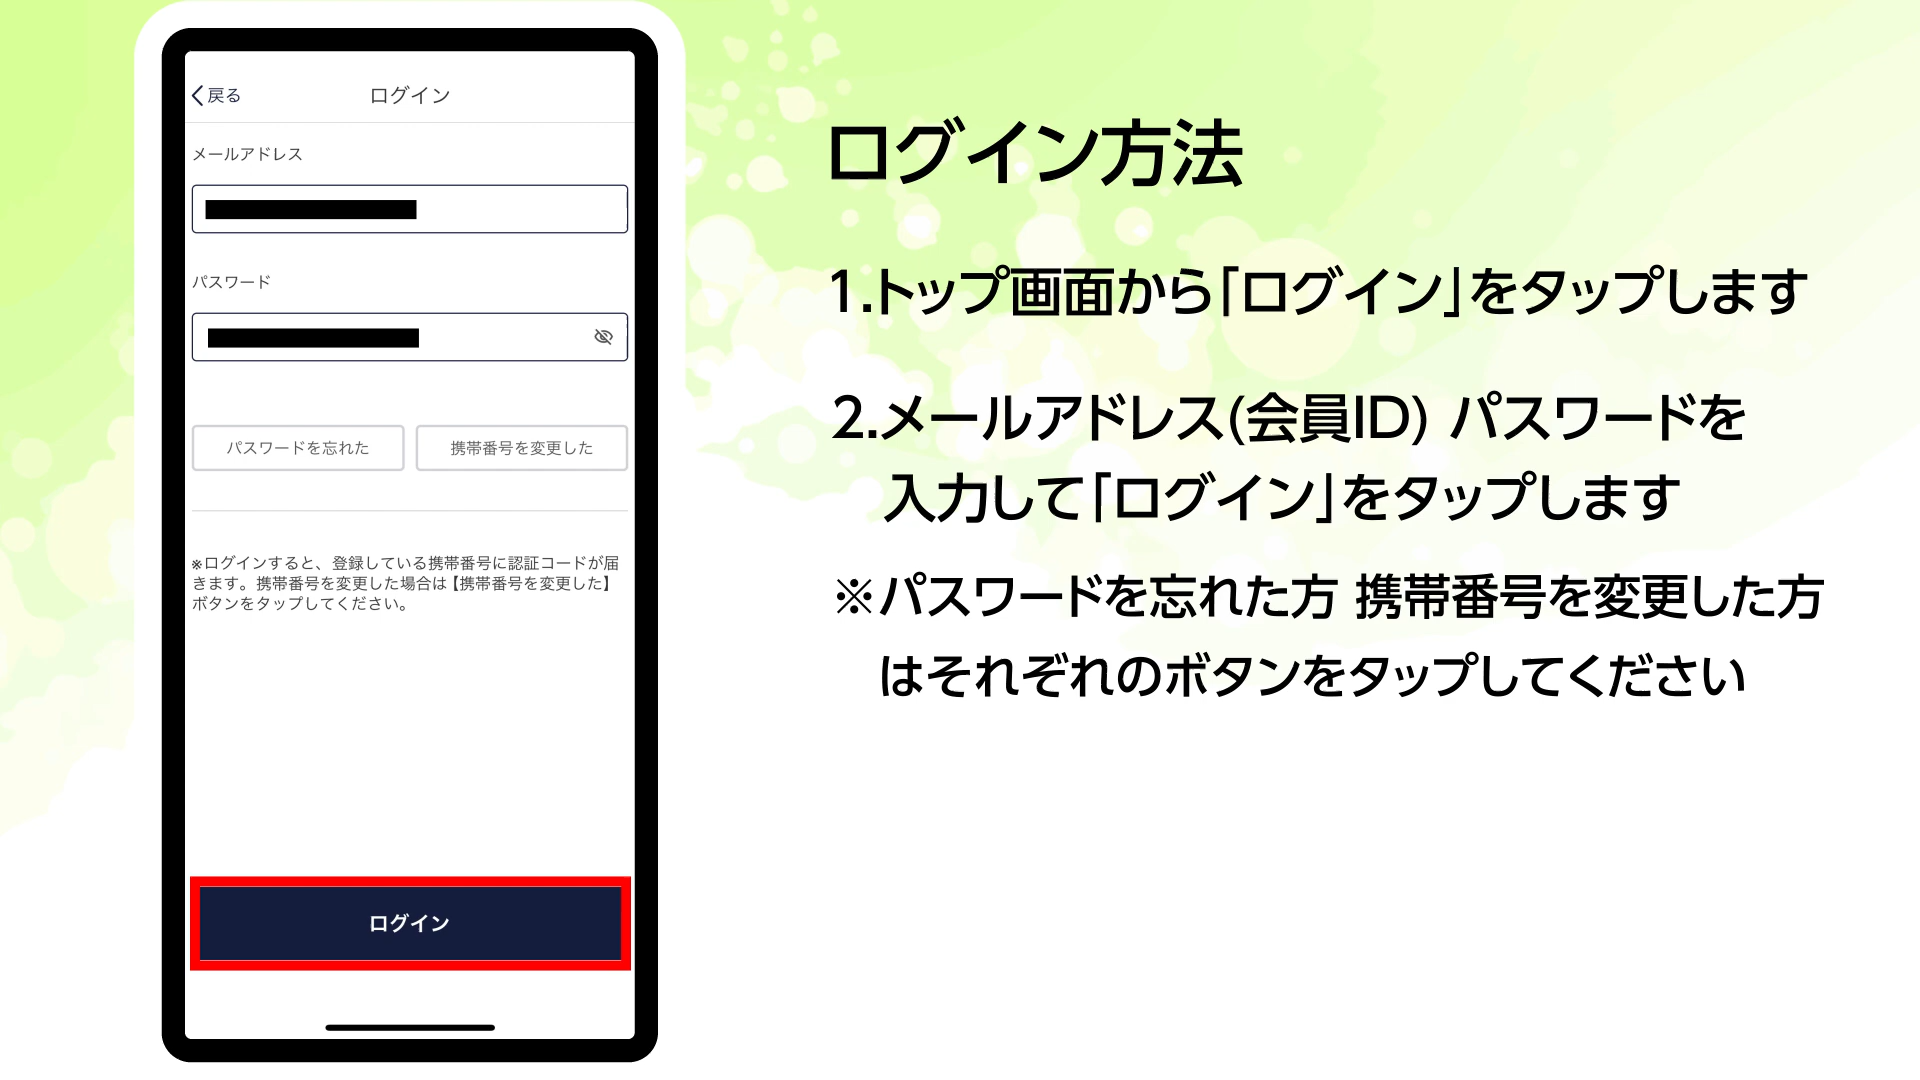 戻る
ログイン
メールアドレス
パスワード
パスワードを忘れた
携帯番号を変更した
※ログインすると、登録している携帯番号に認証コードが届
きます。携帯番号を変更した場合は【携帯番号を変更した】
ボタンをタップしてください。
ログイン
ログイン方法
1.トップ画面から「ログイン」をタップします
2.メールアドレス(会員ID) パスワードを
入力して「ログイン」をタップします
※パスワードを忘れた方 携帯番号を変更した方
はそれぞれのボタンをタップしてください